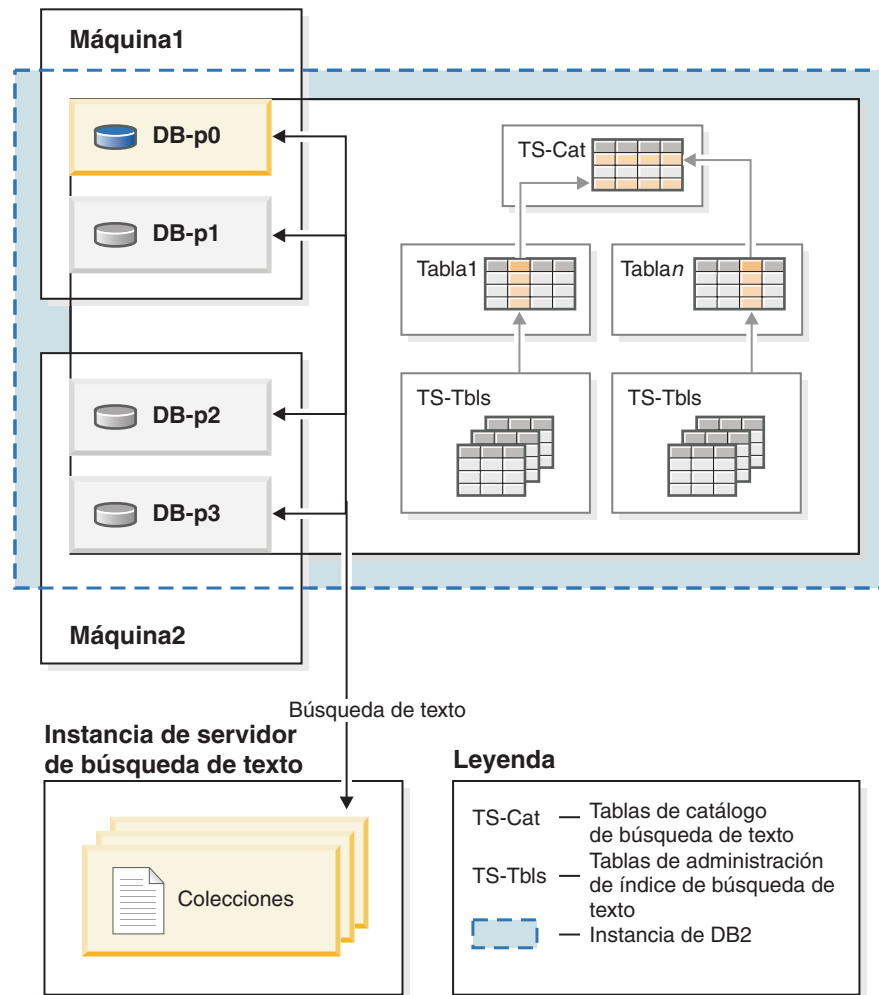 Máquina1
DB-p0
DB-p1
DB-p2
DB-p3
Máquina2
TS-Cat
Tabla1
Tablan
TS-Tbls
TS-Tbls
Búsqueda de texto
Instancia de servidor
de búsqueda de texto
Colecciones
Leyenda
TS-Cat — Tablas de catálogo
de búsqueda de texto
TS-Tbls — Tablas de administración
de índice de búsqueda de
texto
— Instancia de DB2